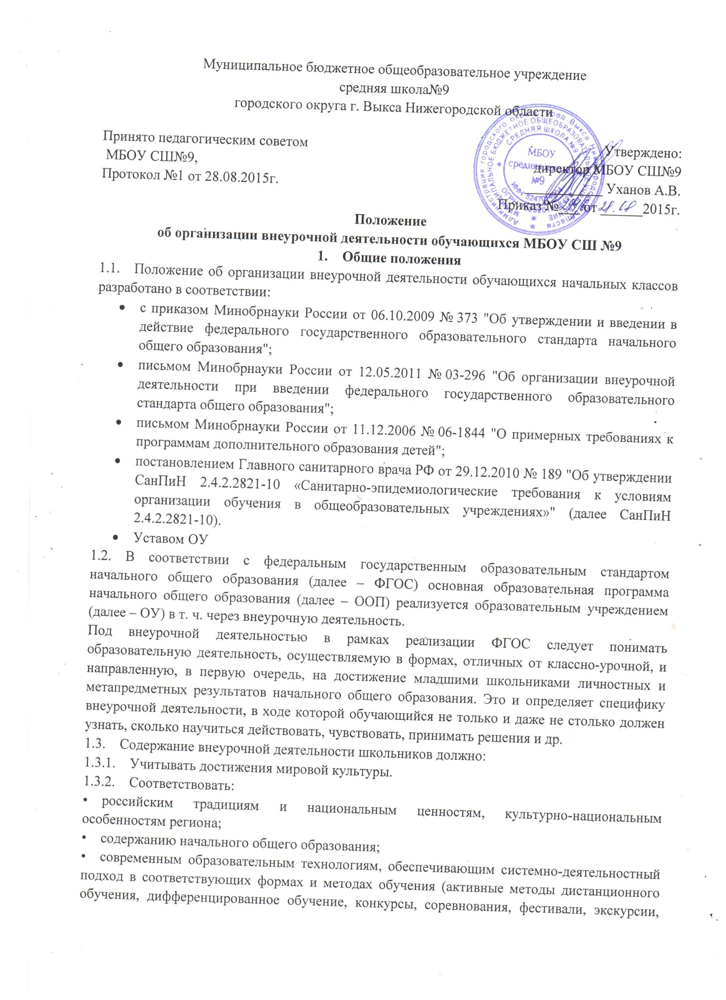 Муниципальное бюджетное общеобразовательное учреждение
средняя школа№9
городского округа г. Выкса Нижегородской области
Принято педагогическим советом
МБОУ СШ№9,
Протокол №1 от 28.08.2015г.
Утверждено:
директор МБОУ СШ№9
Уханов А.В.
Приказ № от 28.08 2015г.
МБОУ
средняя школа
№9
СРЕДНЯЯ ШКОЛА №9
Положение
об организации внеурочной деятельности обучающихся МБОУ СШ №9
1. Общие положения
1.1. Положение об организации внеурочной деятельности обучающихся начальных классов
разработано в соответствии:
• с приказом Минобрнауки России от 06.10.2009 № 373 "Об утверждении и введении в
действие федерального государственного образовательного стандарта начального
общего образования";
• письмом Минобрнауки России от 12.05.2011 № 03-296 "Об организации внеурочной
деятельности при введении федерального государственного образовательного
стандарта общего образования";
• письмом Минобрнауки России от 11.12.2006 № 06-1844 "О примерных требованиях к
программам дополнительного образования детей";
• постановлением Главного санитарного врача РФ от 29.12.2010 № 189 "Об утверждении
СанПиН 2.4.2.2821-10 «Санитарно-эпидемиологические требования к условиям
организации обучения в общеобразовательных учреждениях»" (далее СанПиН
2.4.2.2821-10).
• Уставом ОУ
1.2. В соответствии с федеральным государственным образовательным стандартом
начального общего образования (далее – ФГОС) основная образовательная программа
начального общего образования (далее – ООП) реализуется образовательным учреждением
(далее – ОУ) в т. ч. через внеурочную деятельность.
Под внеурочной деятельностью в рамках реализации ФГОС следует понимать
образовательную деятельность, осуществляемую в формах, отличных от классно-урочной, и
направленную, в первую очередь, на достижение младшими школьниками личностных и
метапредметных результатов начального общего образования. Это и определяет специфику
внеурочной деятельности, в ходе которой обучающийся не только и даже не столько должен
узнать, сколько научиться действовать, чувствовать, принимать решения и др.
1.3. Содержание внеурочной деятельности школьников должно:
1.3.1. Учитывать достижения мировой культуры.
1.3.2. Соответствовать:
• российским традициям и национальным ценностям, культурно-национальным
особенностям региона;
• содержанию начального общего образования;
• современным образовательным технологиям, обеспечивающим системно-деятельностный
подход в соответствующих формах и методах обучения (активные методы дистанционного
обучения, дифференцированное обучение, конкурсы, соревнования, фестивали, экскурсии,